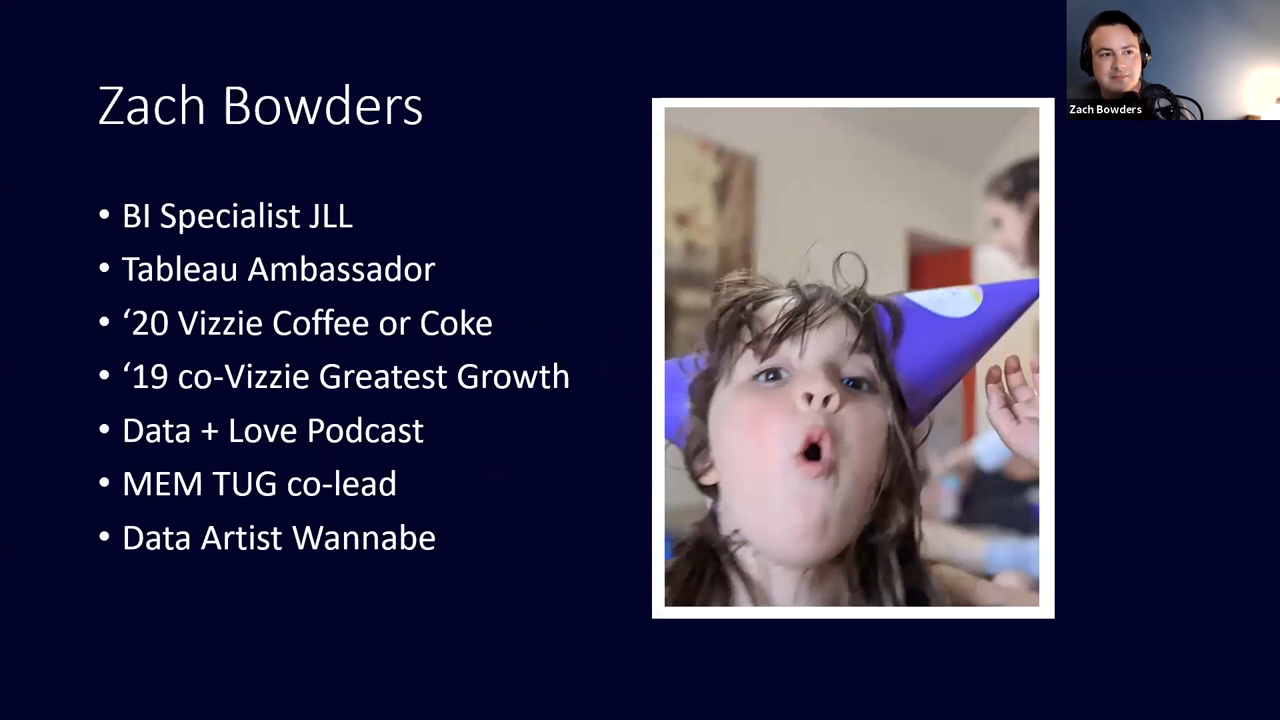 Zach Bowders
• BI Specialist JLL
• Tableau Ambassador
• ‘20 Vizzie Coffee or Coke
• ‘19 co-Vizzie Greatest Growth
• Data + Love Podcast
• MEM TUG co-lead
• Data Artist Wannabe
Zach Bowders